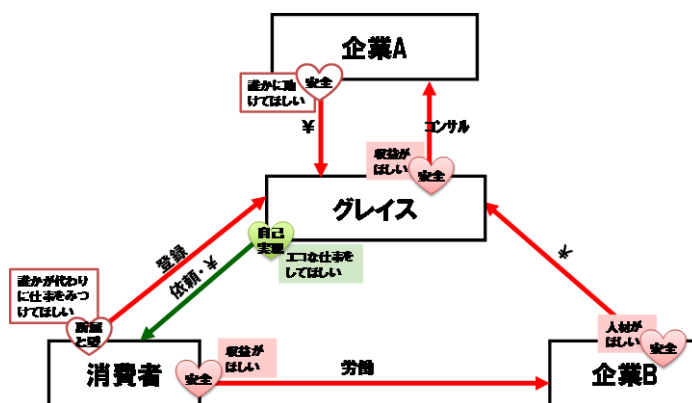 企業A
誰かに助
けてほしい
安全
¥
コンサル
収益が
ほしい
安全
グレイス
自己
実現
エコな仕事を
してほしい
登録
依頼・¥
¥
誰かが代わり
に仕事をみつ
けてほしい
所属
と愛
消費者
安全
収益が
ほしい
労働
人材が
ほしい
安全
企業B